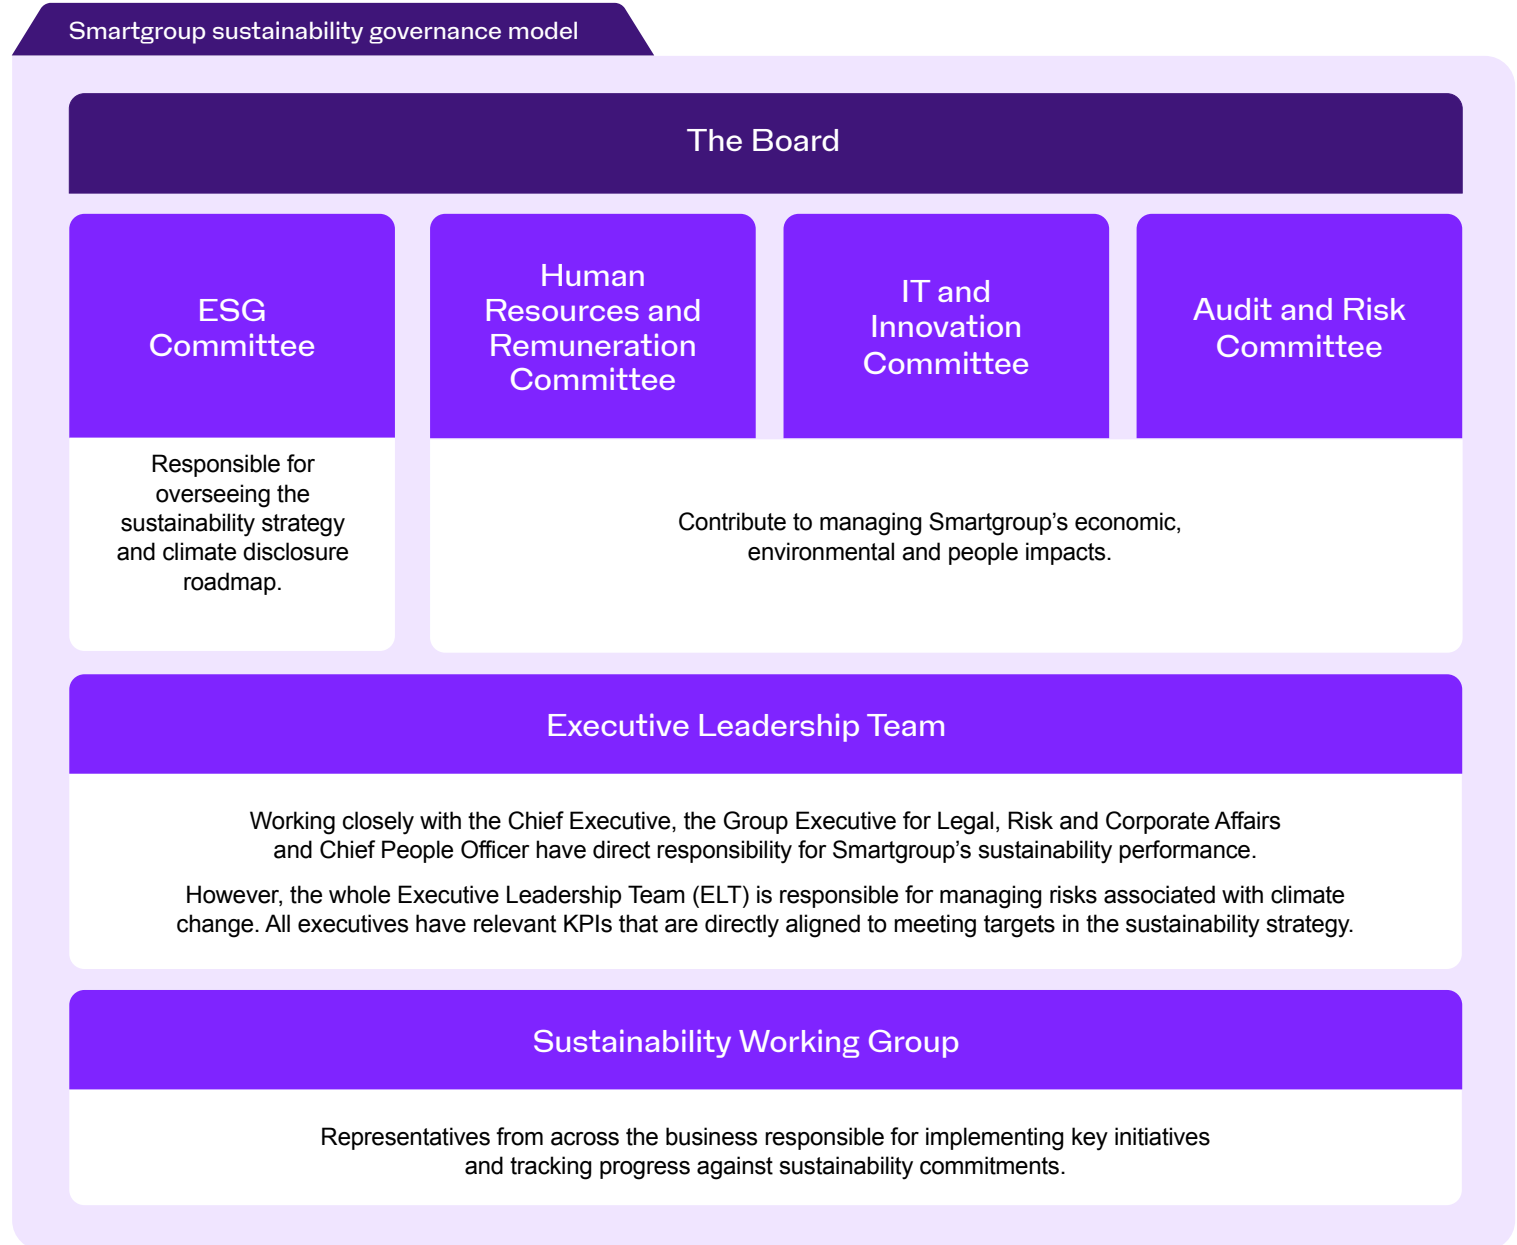 Smartgroup sustainability governance model
The Board
ESG
Committee
Human
Resources and
Remuneration
Committee
IT and
Innovation
Committee
Audit and Risk
Committee
Responsible for
overseeing the
sustainability strategy
and climate disclosure
roadmap.
Contribute to managing Smartgroup’s economic,
environmental and people impacts.
Executive Leadership Team
Working closely with the Chief Executive, the Group Executive for Legal, Risk and Corporate Affairs
and Chief People Officer have direct responsibility for Smartgroup’s sustainability performance.
However, the whole Executive Leadership Team (ELT) is responsible for managing risks associated with climate
change. All executives have relevant KPIs that are directly aligned to meeting targets in the sustainability strategy.
Sustainability Working Group
Representatives from across the business responsible for implementing key initiatives
and tracking progress against sustainability commitments.